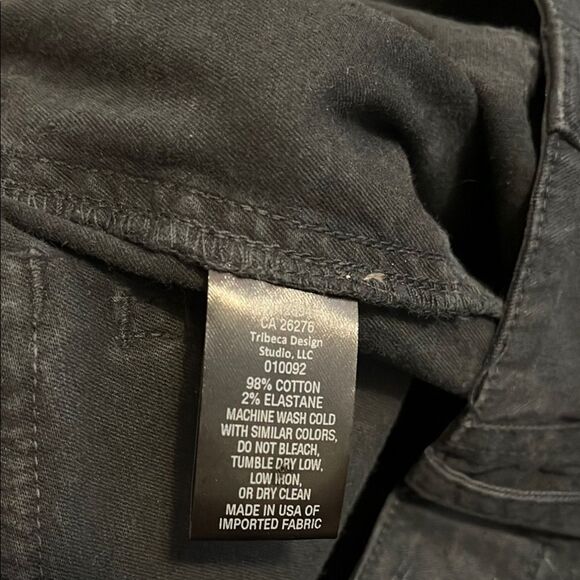 CA 26276
Tribeca Design
Studio, LLC
010092
98% COTTON
2% ELASTANE
MACHINE WASH COLD
WITH SIMILAR COLORS,
DO NOT BLEACH,
TUMBLE DRY LOW,
LOW IRON,
OR DRY CLEAN
MADE IN USA OF
IMPORTED FABRIC